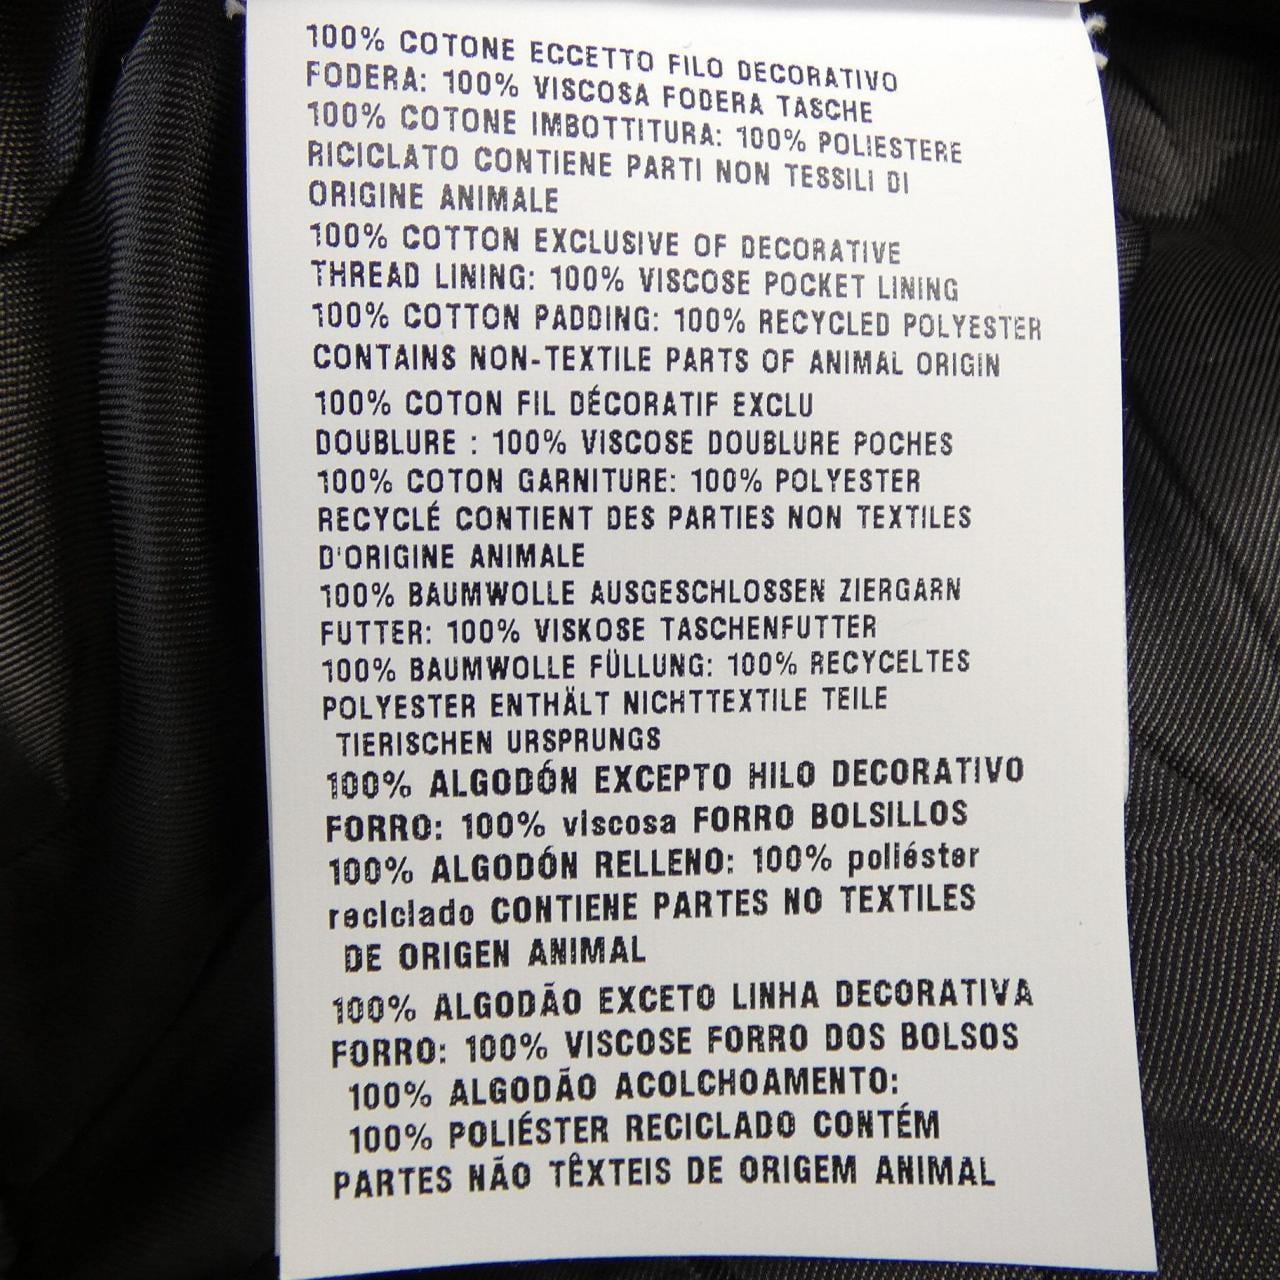 100% COTONE ECCETTO FILO DECORATIVO
FODERA: 100% VISCOSA FODERA TASCHE
100% COTONE IMBOTTITURA: 100% POLIESTERE
RICICLATO CONTIENE PARTI NON TESSILI DI
ORIGINE ANIMALE
100% COTTON EXCLUSIVE OF DECORATIVE
THREAD LINING: 100% VISCOSE POCKET LINING
100% COTTON PADDING: 100% RECYCLED POLYESTER
CONTAINS NON-TEXTILE PARTS OF ANIMAL ORIGIN
100% COTON FIL DÉCORATIF EXCLU
DOUBLURE : 100% VISCOSE DOUBLURE POCHES
100% COTON GARNITURE: 100% POLYESTER
RECYCLÉ CONTIENT DES PARTIES NON TEXTILES
D'ORIGINE ANIMALE
100% BAUMWOLLE AUSGESCHLOSSEN ZIERGARN
FUTTER: 100% VISKOSE TASCHENFUTTER
100% BAUMWOLLE FÜLLUNG: 100% RECYCELTES
POLYESTER ENTHÄLT NICHTTEXTILE TEILE
TIERISCHEN URSPRUNGS
100% ALGODÓN EXCEPTO HILO DECORATIVO
FORRO: 100% viscosa FORRO BOLSILLOS
100% ALGODÓN RELLENO: 100% poliéster
reciclado CONTIENE PARTES NO TEXTILES
DE ORIGEN ANIMAL
100% ALGODÃO EXCETO LINHA DECORATIVA
FORRO: 100% VISCOSE FORRO DOS BOLSOS
100% ALGODÃO ACOLCHOAMENTO:
100% POLIÉSTER RECICLADO CONTÉM
PARTES NÃO TÊXTEIS DE ORIGEM ANIMAL